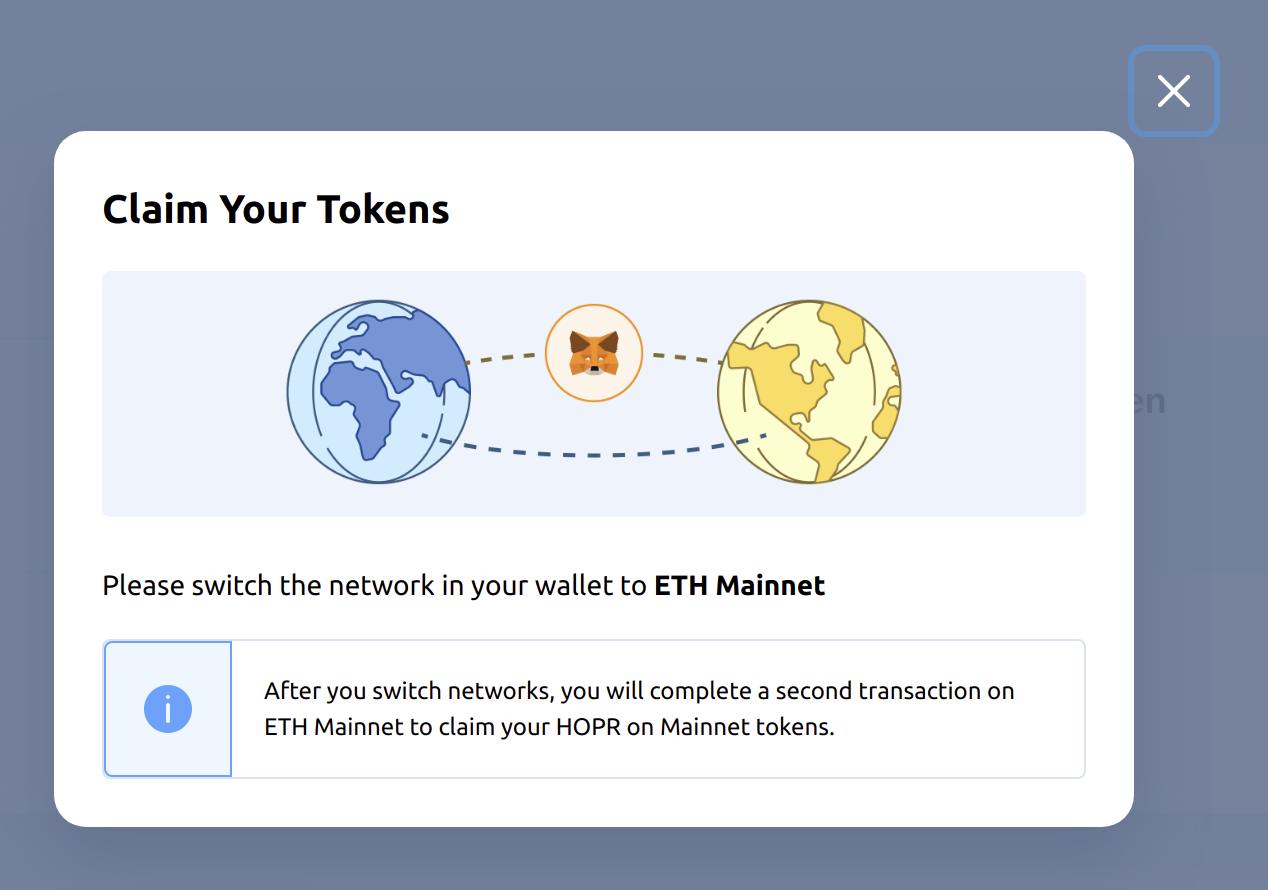 Claim Your Tokens
Please switch the network in your wallet to ETH Mainnet
After you switch networks, you will complete a second transaction on
ETH Mainnet to claim your HOPR on Mainnet tokens.